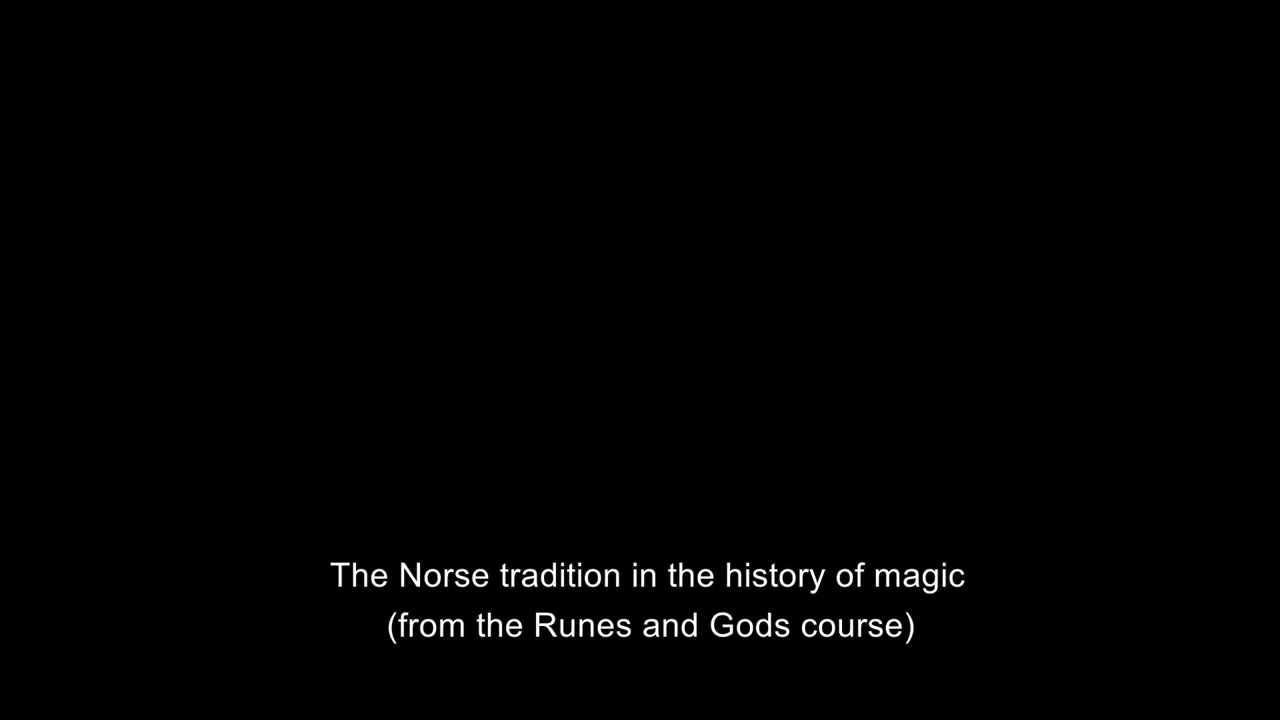 The Norse tradition in the history of magic
(from the Runes and Gods course)